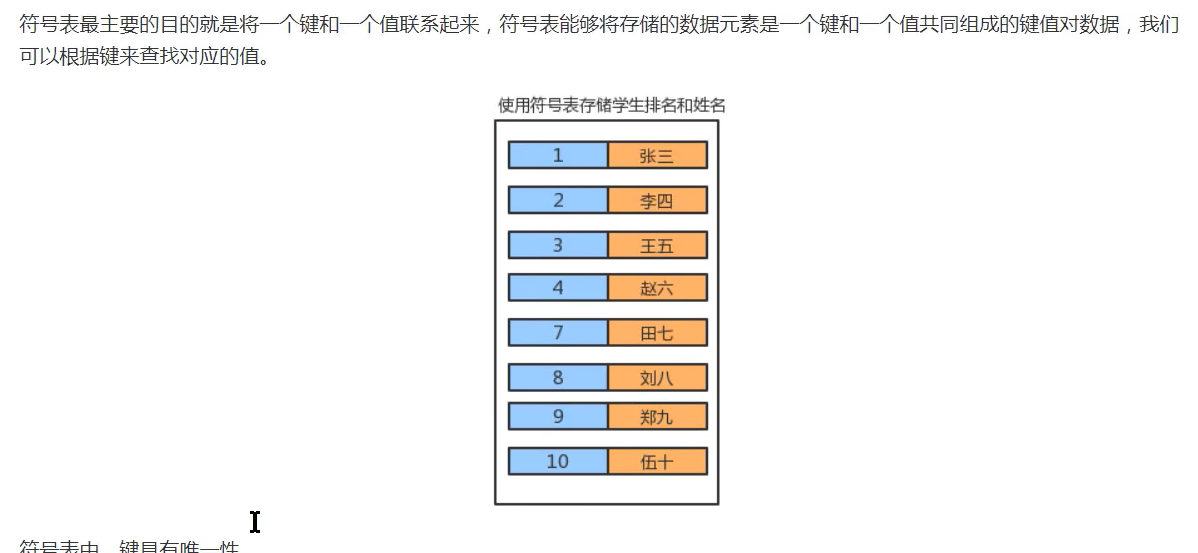 符号表最主要的目的就是将一个键和一个值联系起来，符号表能够将存储的数据元素是一个键和一个值共同组成的键值对数据，我们
可以根据键来查找对应的值。
使用符号表存储学生排名和姓名
1 张三
2 李四
3 王五
4 赵六
7 田七
8 刘八
9 郑九
10 伍十
符号表中，键具有唯一性